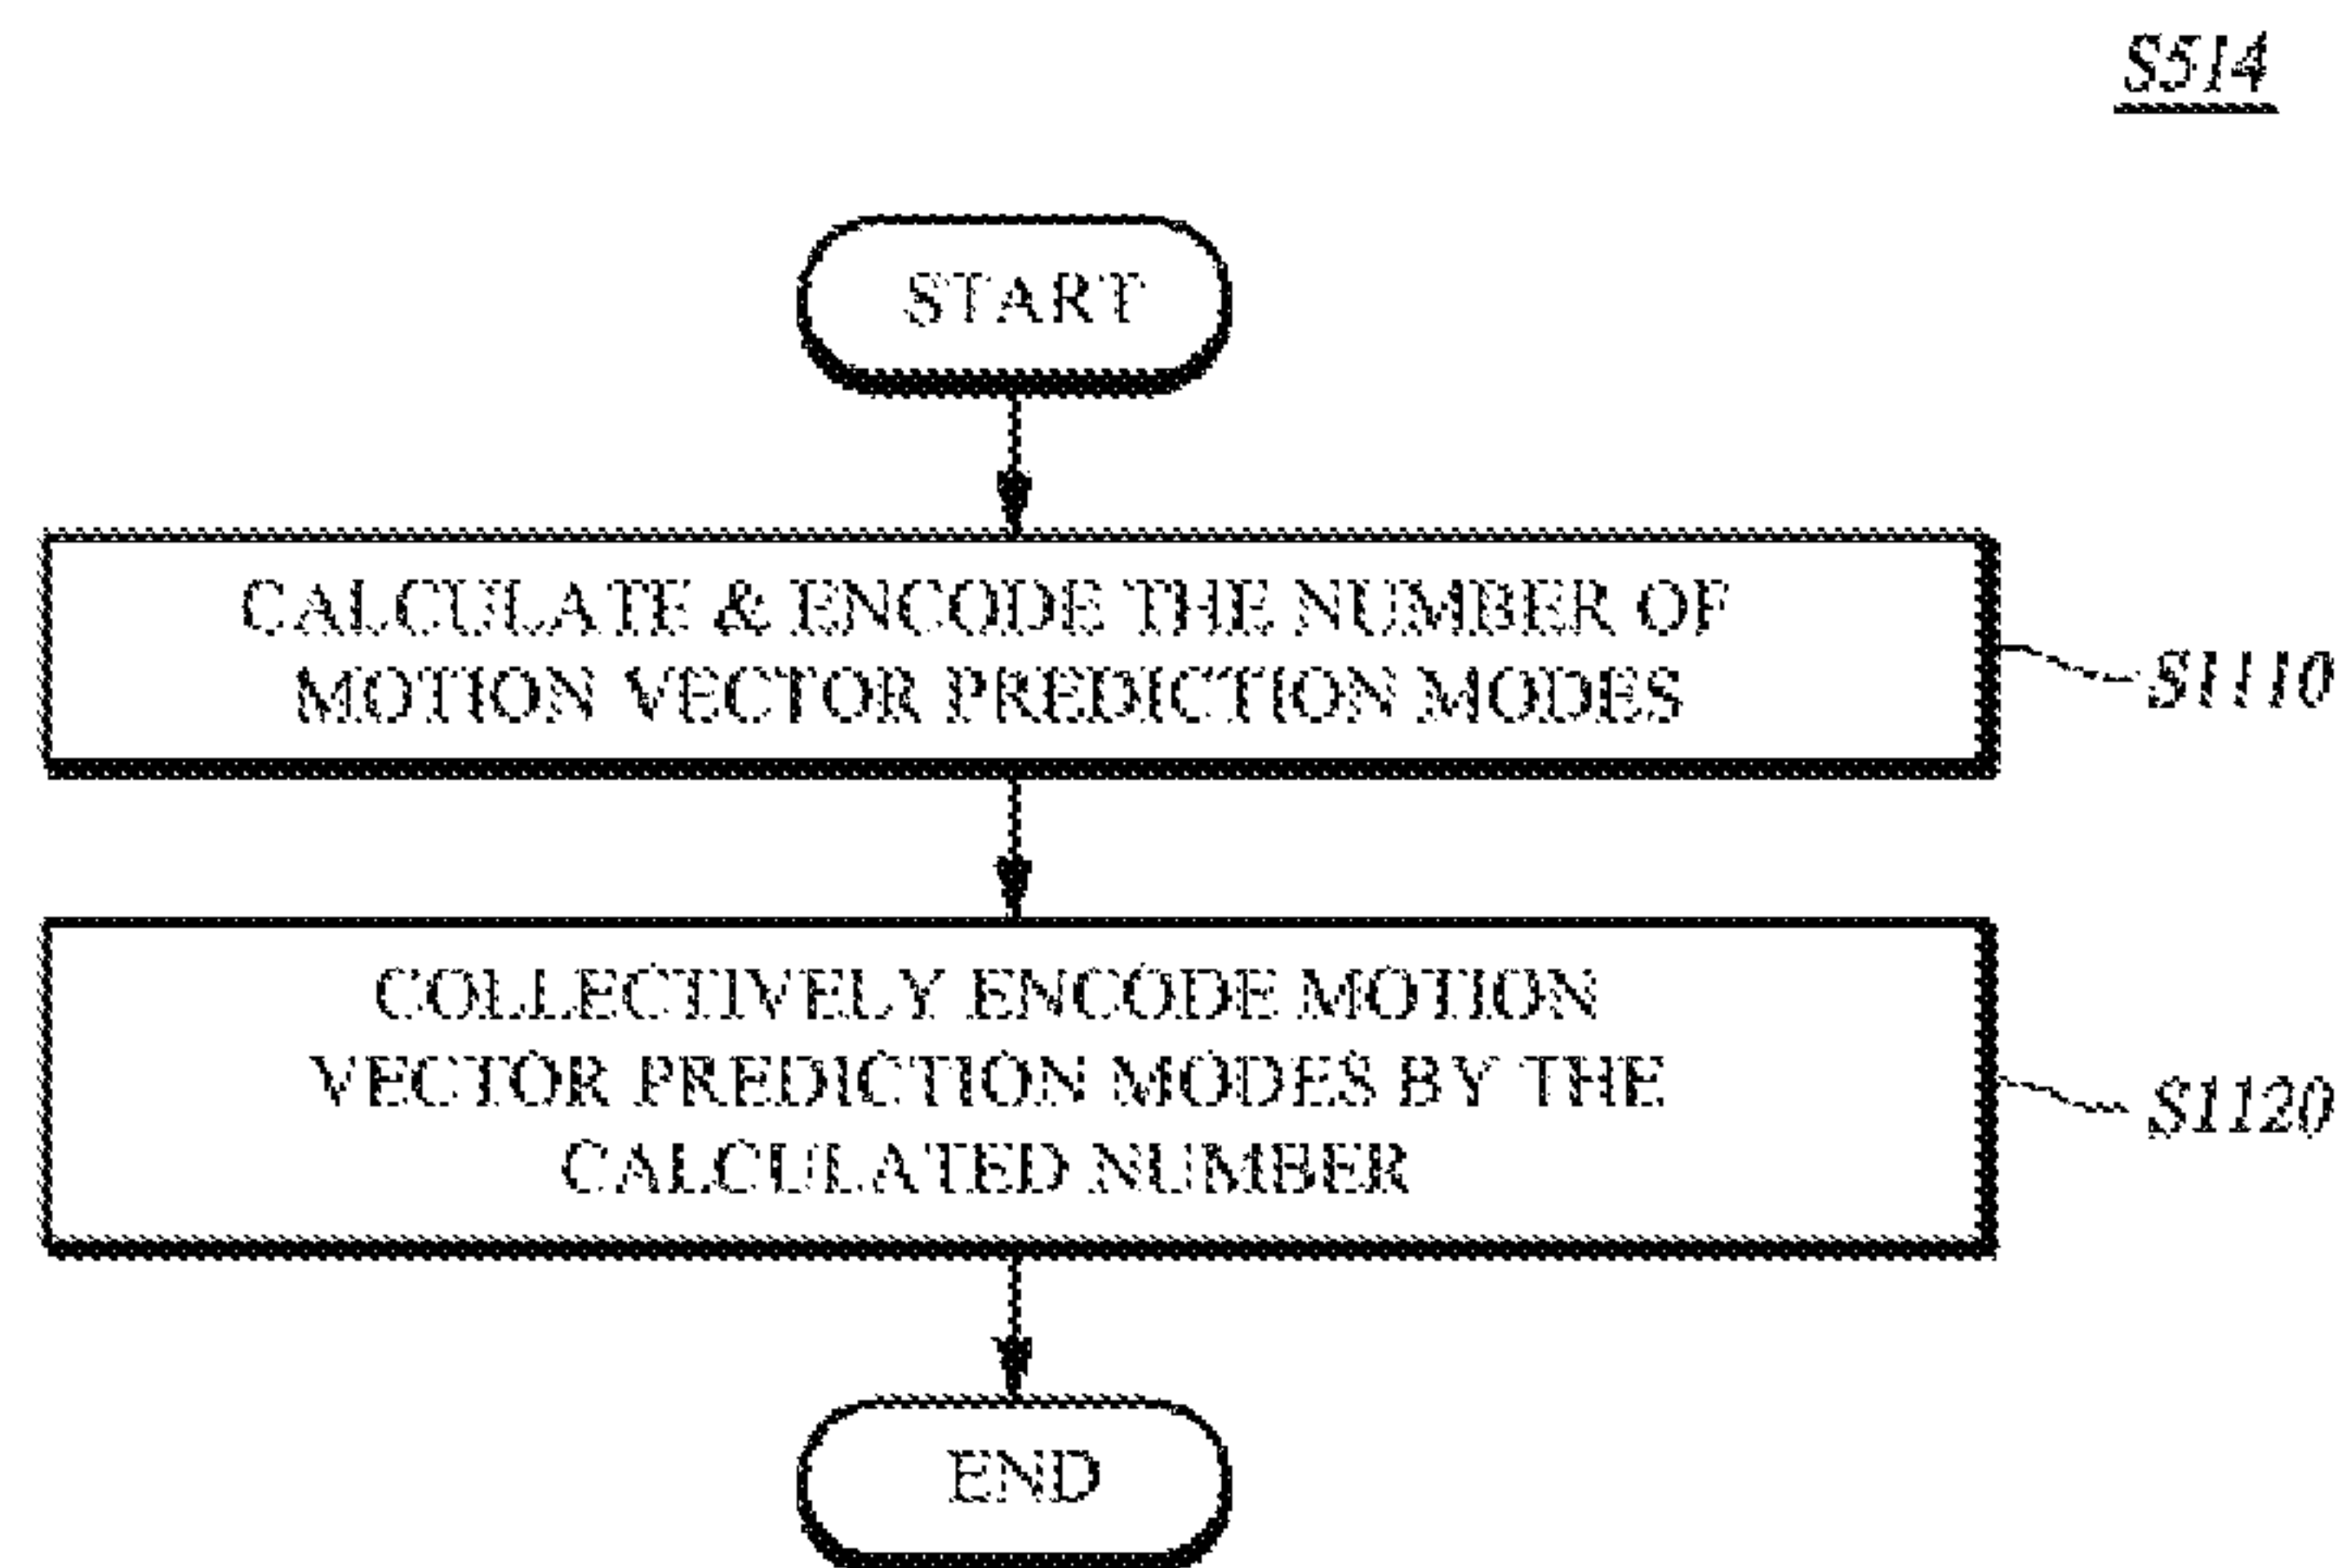 S514
START
CALCULATE & ENCODE THE NUMBER OF
MOTION VECTOR PREDICTION MODES
S1110
COLLECTIVELY ENCODE MOTION
VECTOR PREDICTION MODES BY THE
CALCULATED NUMBER
S1120
END